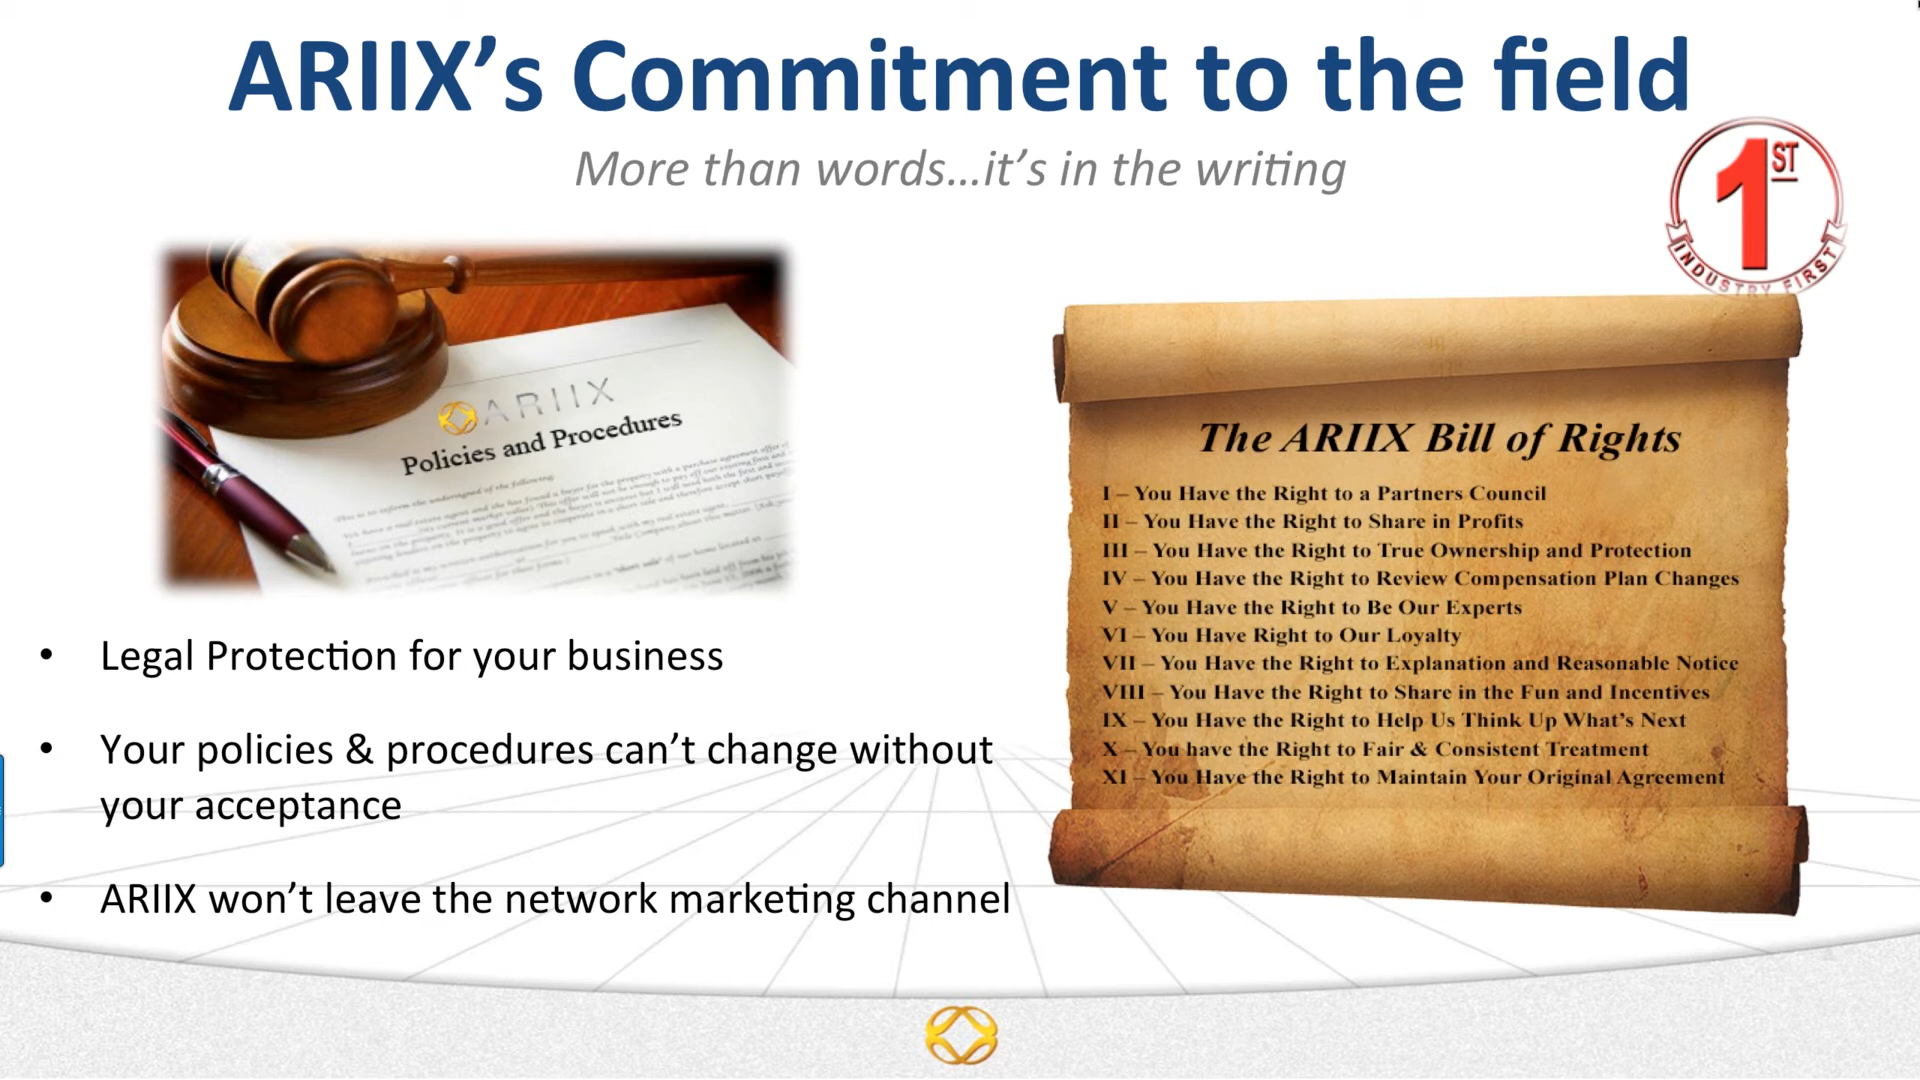 ARIIX’s Commitment to the field
More than words...it’s in the writing
1ST
INDUSTRY FIRST
ARIIX
Policies and Procedures
• Legal Protection for your business
• Your policies & procedures can’t change without
your acceptance
• ARIIX won’t leave the network marketing channel
The ARIIX Bill of Rights
I – You Have the Right to a Partners Council
II – You Have the Right to Share in Profits
III – You Have the Right to True Ownership and Protection
IV – You Have the Right to Review Compensation Plan Changes
V – You Have the Right to Be Our Experts
VI – You Have Right to Our Loyalty
VII – You Have the Right to Explanation and Reasonable Notice
VIII – You Have the Right to Share in the Fun and Incentives
IX – You Have the Right to Help Us Think Up What’s Next
X – You have the Right to Fair & Consistent Treatment
XI – You Have the Right to Maintain Your Original Agreement